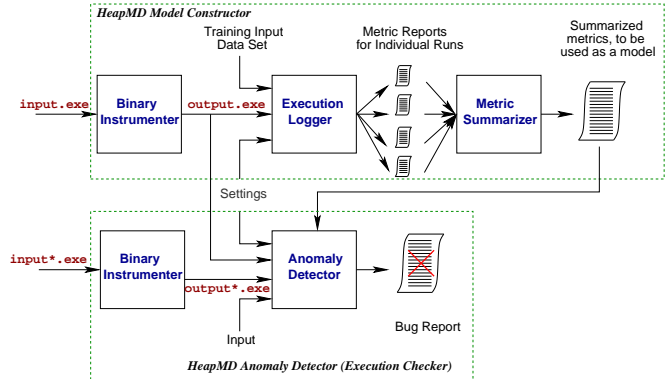 HeapMD Model Constructor
Training Input
Data Set
Metric Reports
for Individual Runs
Summarized
metrics, to be
used as a model
input.exe
Binary
Instrumenter
output.exe
Execution
Logger
Metric
Summarizer
Settings
input*.exe
Binary
Instrumenter
output*.exe
Anomaly
Detector
Input
Bug Report
HeapMD Anomaly Detector (Execution Checker)